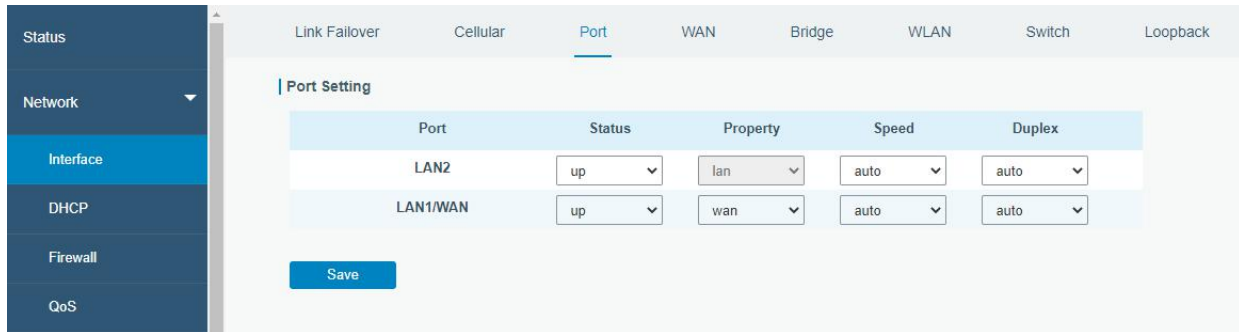 Status
Network
Interface
DHCP
Firewall
QoS
Link Failover Cellular Port WAN Bridge WLAN Switch Loopback
Port Setting
Port Status Property Speed Duplex
LAN2 up lan auto auto
LAN1/WAN up wan auto auto
Save